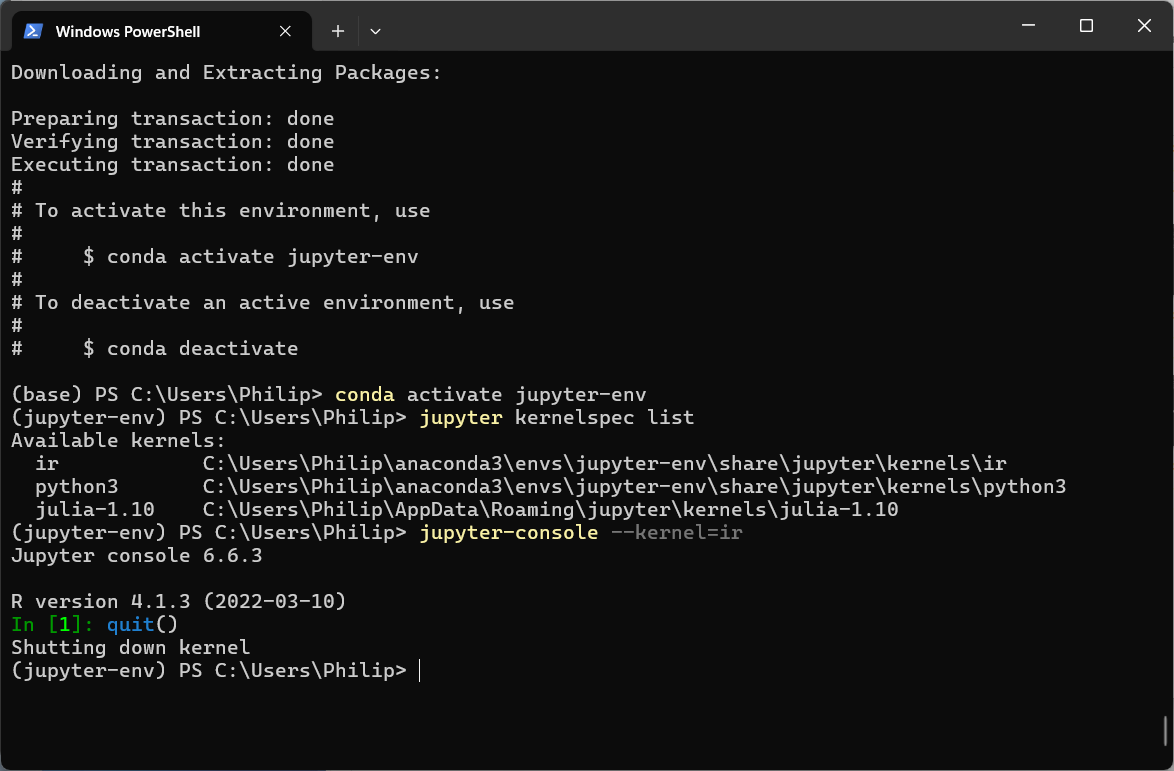 Windows PowerShell
Downloading and Extracting Packages:
Preparing transaction: done
Verifying transaction: done
Executing transaction: done
#
# To activate this environment, use
#
#     $ conda activate jupyter-env
#
# To deactivate an active environment, use
#
#     $ conda deactivate
(base) PS C:\Users\Philip> conda activate jupyter-env
(jupyter-env) PS C:\Users\Philip> jupyter kernelspec list
Available kernels:
  ir            C:\Users\Philip\anaconda3\envs\jupyter-env\share\jupyter\kernels\ir
  python3       C:\Users\Philip\anaconda3\envs\jupyter-env\share\jupyter\kernels\python3
  julia-1.10    C:\Users\Philip\AppData\Roaming\jupyter\kernels\julia-1.10
(jupyter-env) PS C:\Users\Philip> jupyter-console --kernel=ir
Jupyter console 6.6.3
R version 4.1.3 (2022-03-10)
In [1]: quit()
Shutting down kernel
(jupyter-env) PS C:\Users\Philip>